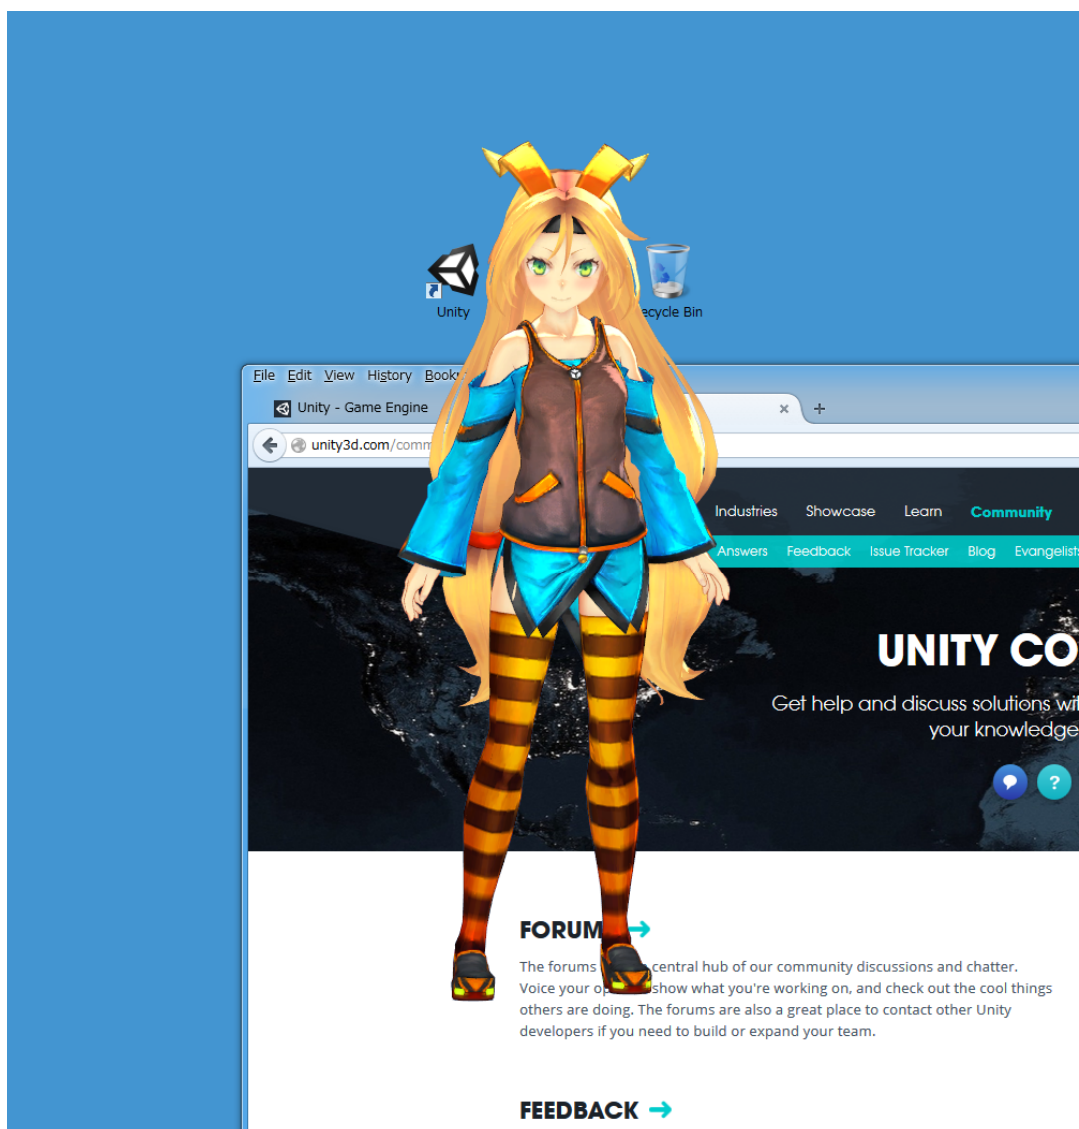 Unity
ecycle Bin
File Edit View History Book
Unity - Game Engine
unity3d.com/comm
Industries Showcase Learn Community
Answers Feedback Issue Tracker Blog Evangelists
UNITY CO
Get help and discuss solutions wit
your knowledge
?
FORUM
The forums central hub of our community discussions and chatter.
Voice your op show what you're working on, and check out the cool things
others are doing. The forums are also a great place to contact other Unity
developers if you need to build or expand your team.
FEEDBACK